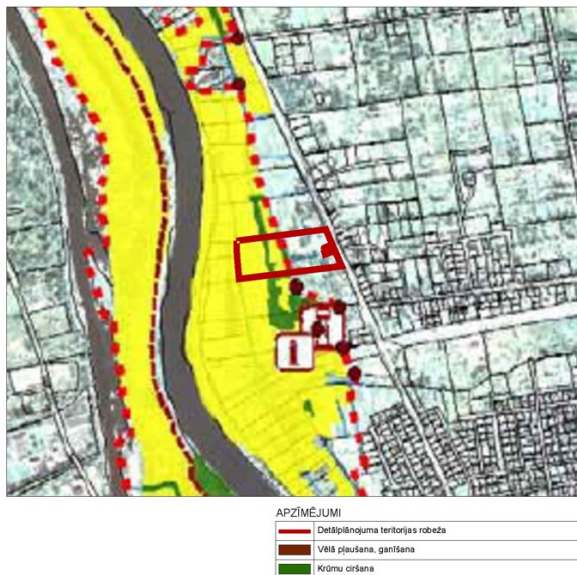 APZĪMĒJUMI
Detālplānojuma teritorijas robeža
Vēlā pļaušana, ganīšana
Krūmu ciršana